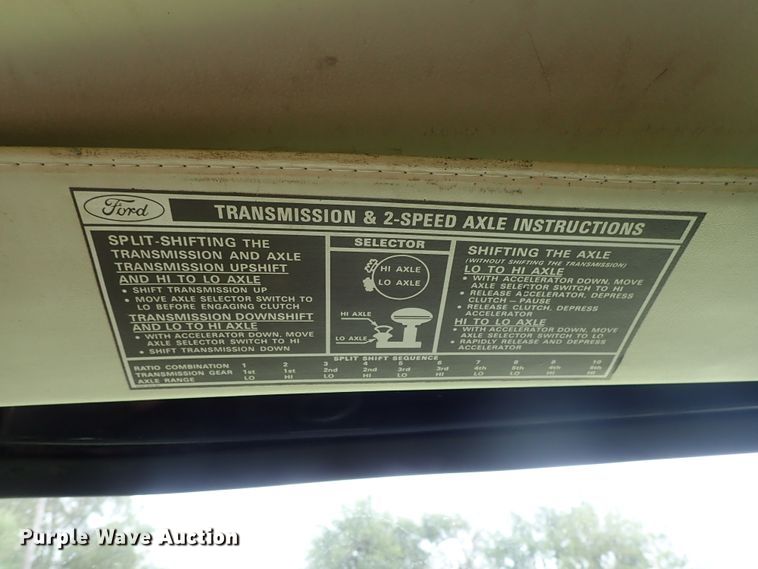 Ford
TRANSMISSION & 2-SPEED AXLE INSTRUCTIONS
SPLIT-SHIFTING THE
TRANSMISSION AND AXLE
TRANSMISSION UPSHIFT
AND HI TO LO AXLE
• SHIFT TRANSMISSION UP
• MOVE AXLE SELECTOR SWITCH TO
LO BEFORE ENGAGING CLUTCH
TRANSMISSION DOWNSHIFT
AND LO TO HI AXLE
• WITH ACCELERATOR DOWN, MOVE
AXLE SELECTOR SWITCH TO HI
• SHIFT TRANSMISSION DOWN
SELECTOR
HI AXLE
LO AXLE
HI AXLE
LO AXLE
SHIFTING THE AXLE
(WITHOUT SHIFTING THE TRANSMISSION)
LO TO HI AXLE
• WITH ACCELERATOR DOWN, MOVE
AXLE SELECTOR SWITCH TO HI
• RELEASE ACCELERATOR, DEPRESS
CLUTCH — PAUSE
• RELEASE CLUTCH, DEPRESS
ACCELERATOR
HI TO LO AXLE
• WITH ACCELERATOR DOWN, MOVE
AXLE SELECTOR SWITCH TO LO
• RAPIDLY RELEASE AND DEPRESS
ACCELERATOR
SPLIT SHIFT SEQUENCE
RATIO COMBINATION 1 2 3 4 5 6 7 8 9 10
TRANSMISSION GEAR 1st 1st 2nd 2nd 3rd 3rd 4th 5th 4th 5th
AXLE RANGE LO HI LO HI LO HI LO LO HI HI
Purple Wave Auction